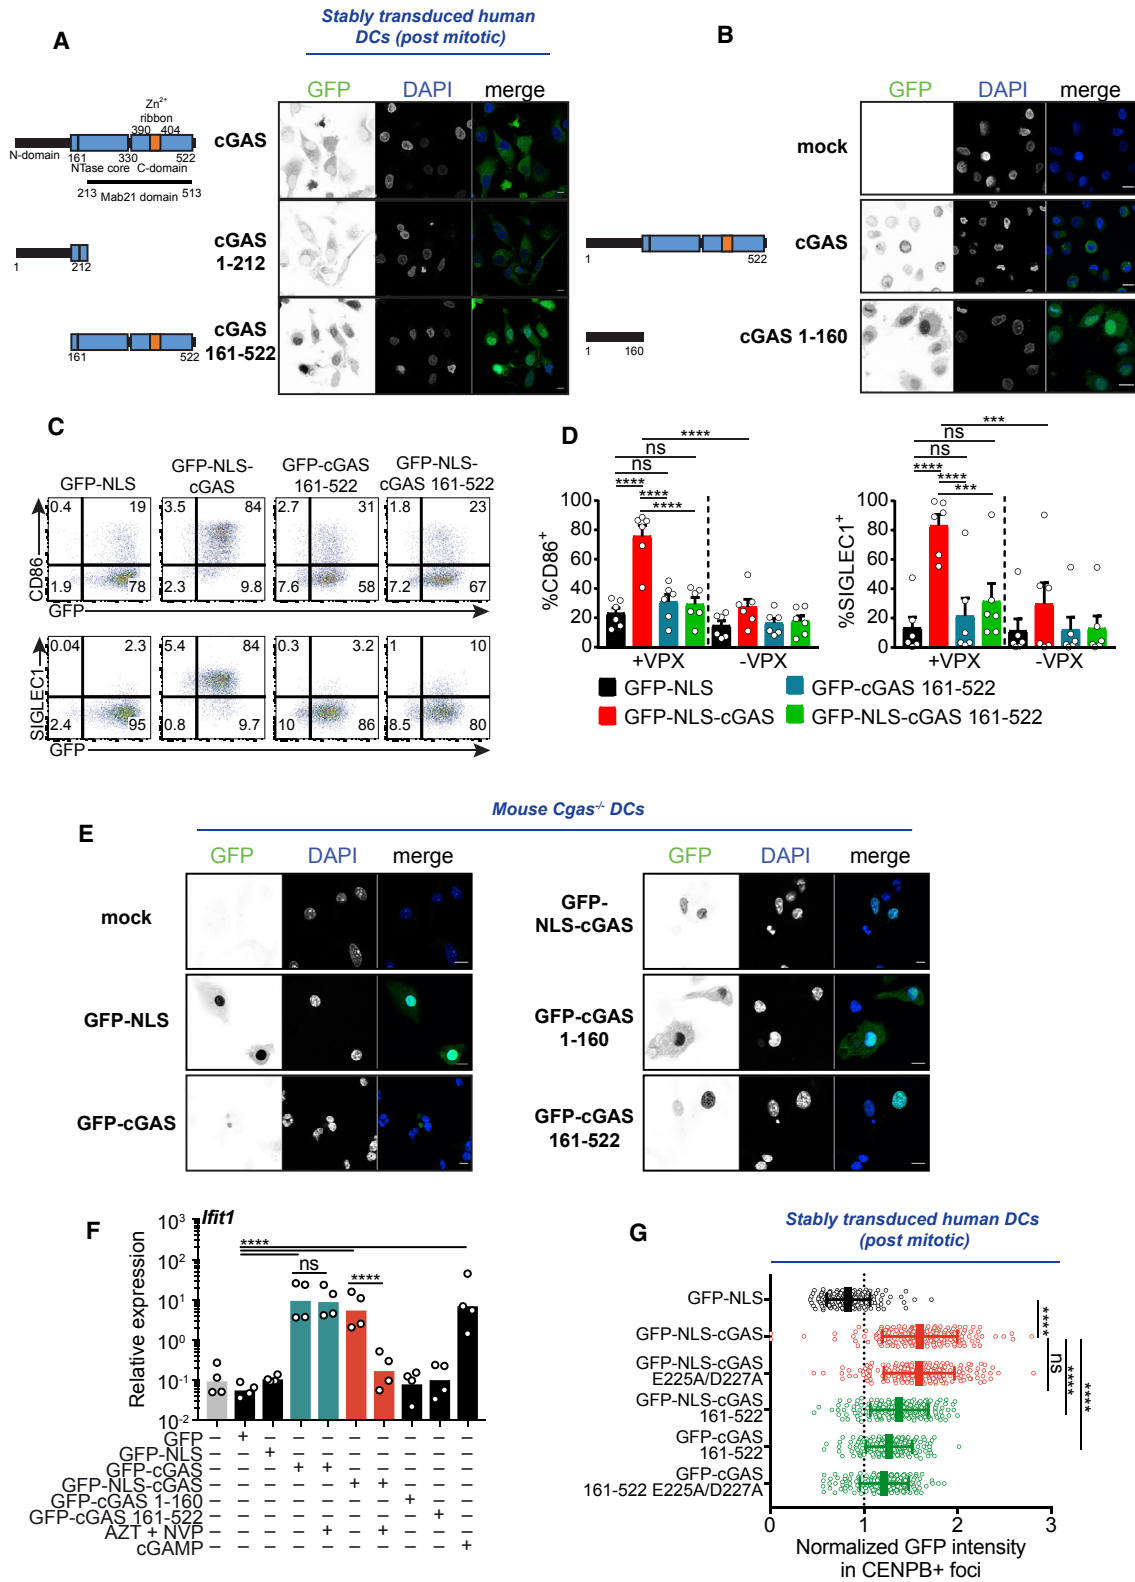 A
Stably transduced human
DCs (post mitotic)
GFP
DAPI
merge
Zn2+
ribbon
390 404
N-domain
161 330 522
NTase core C-domain
213 Mab21 domain 513
cGAS
1 212
cGAS
1-212
161 522
cGAS
161-522
B
GFP
DAPI
merge
mock
cGAS
1 522
cGAS 1-160
1 160
C
GFP-NLS
GFP-NLS-
cGAS
GFP-cGAS
161-522
GFP-NLS-
cGAS 161-522
0.4 19
3.5 84
2.7 31
1.8 23
1.9 78
2.3 9.8
7.6 58
7.2 67
CD86
GFP
0.04 2.3
5.4 84
0.3 3.2
1 10
2.4 95
0.8 9.7
10 86
8.5 80
SIGLEC1
GFP
D
****
ns
ns
****
****
****
%CD86+
100
80
60
40
20
0
+VPX
-VPX
***
ns
ns
****
****
***
%SIGLEC1+
100
80
60
40
20
0
+VPX
-VPX
GFP-NLS
GFP-cGAS 161-522
GFP-NLS-cGAS
GFP-NLS-cGAS 161-522
E
Mouse Cgas-/- DCs
GFP
DAPI
merge
mock
GFP-NLS
GFP-cGAS
GFP
DAPI
merge
GFP-
NLS-cGAS
GFP-cGAS
1-160
GFP-cGAS
161-522
F
Ifit1
Relative expression
10^3
10^2
10^1
10^0
10^-1
10^-2
****
ns
****
GFP – + – – – – – – – –
GFP-NLS – – + – – – – – – –
GFP-cGAS – – – + + – – – – –
GFP-NLS-cGAS – – – – – + + – – –
GFP-cGAS 1-160 – – – – – – – + – –
GFP-cGAS 161-522 – – – – – – – – + –
AZT + NVP – – – – + – + – – –
cGAMP – – – – – – – – – +
G
Stably transduced human DCs
(post mitotic)
GFP-NLS
GFP-NLS-cGAS
GFP-NLS-cGAS
E225A/D227A
GFP-NLS-cGAS
161-522
GFP-cGAS
161-522
GFP-cGAS
161-522 E225A/D227A
****
ns
****
****
0 1 2 3
Normalized GFP intensity
in CENPB+ foci